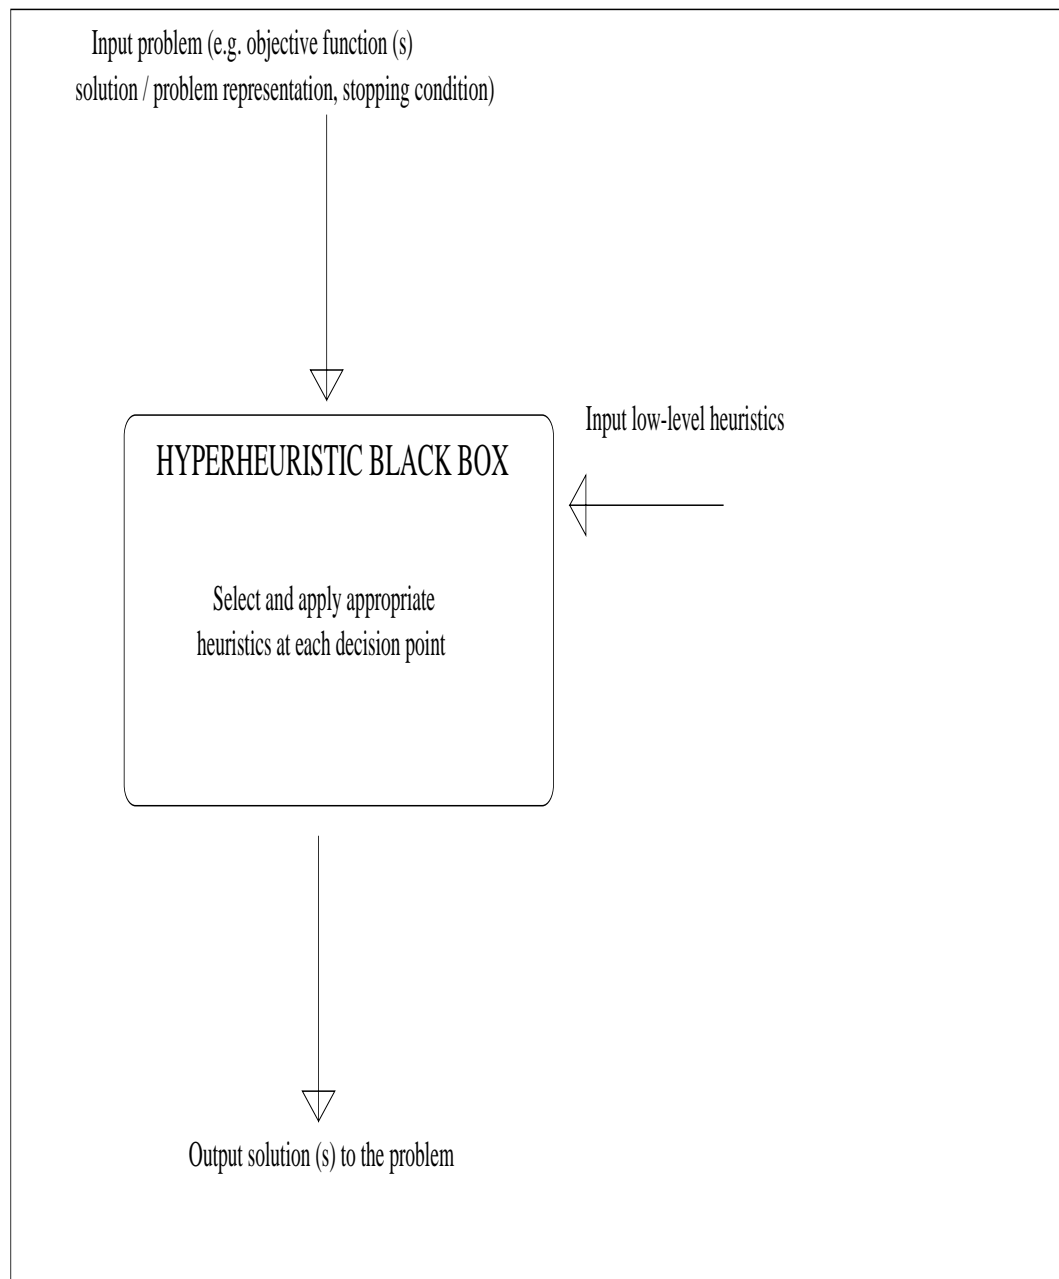 Input problem (e.g. objective function (s)
solution / problem representation, stopping condition)
Input low-level heuristics
HYPERHEURISTIC BLACK BOX
Select and apply appropriate
heuristics at each decision point
Output solution (s) to the problem